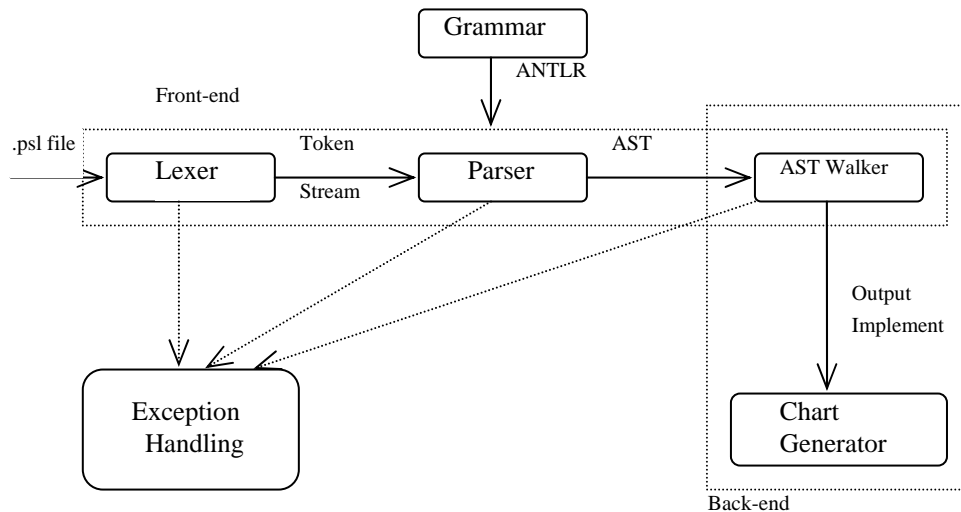 Grammar
ANTLR
Front-end
.psl file
Token
AST
Lexer
Parser
AST Walker
Stream
Output
Implement
Exception
Handling
Chart
Generator
Back-end